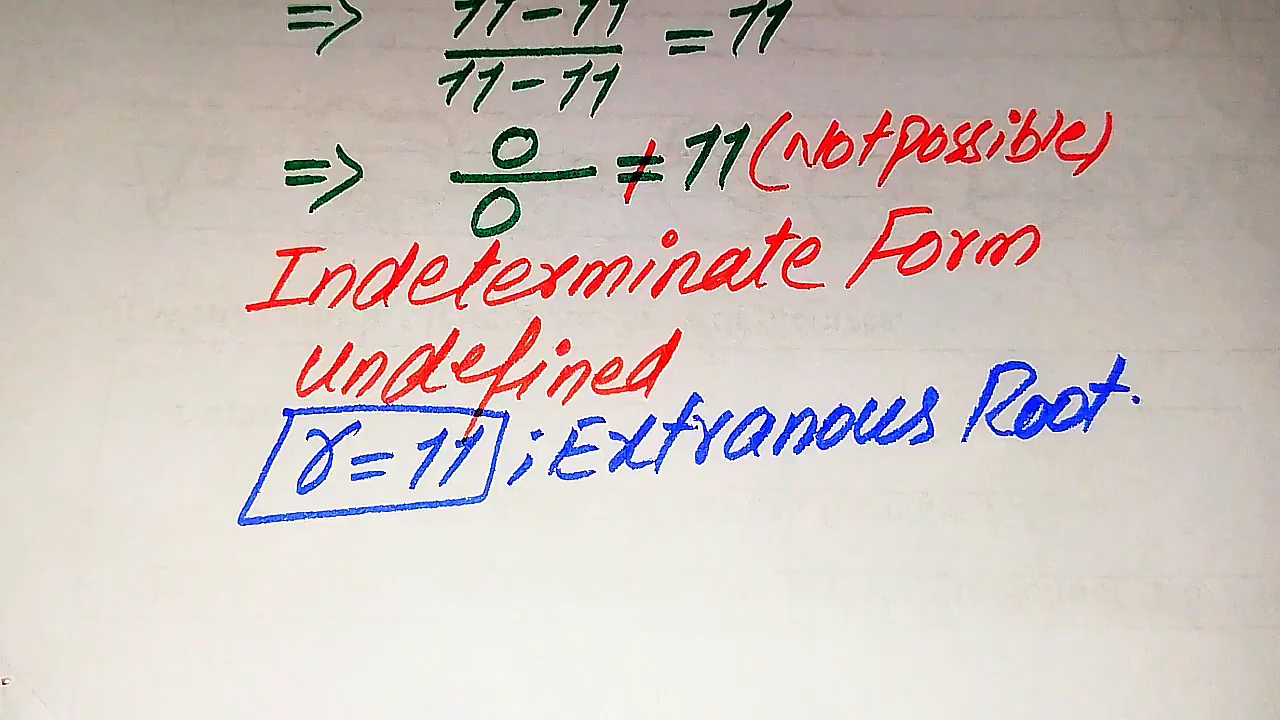 => 11-11/11-11 = 11
=> 0/0 ≠ 11 (Not possible)
Indeterminate Form
undefined
r = 11 ; Extranous Root.